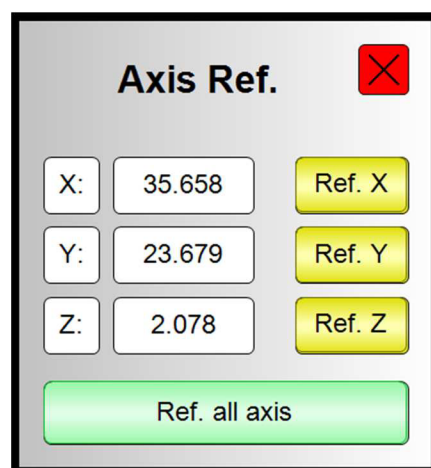 Axis Ref.
X: 35.658 Ref. X
Y: 23.679 Ref. Y
Z: 2.078 Ref. Z
Ref. all axis